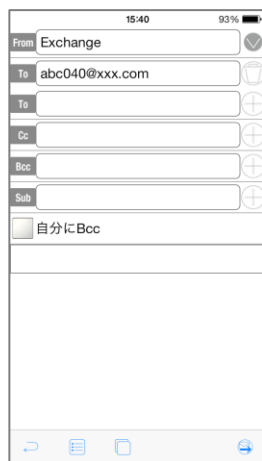 15:40 93%
From Exchange
To abc040@xxx.com
To
Cc
Bcc
Sub
自分にBcc